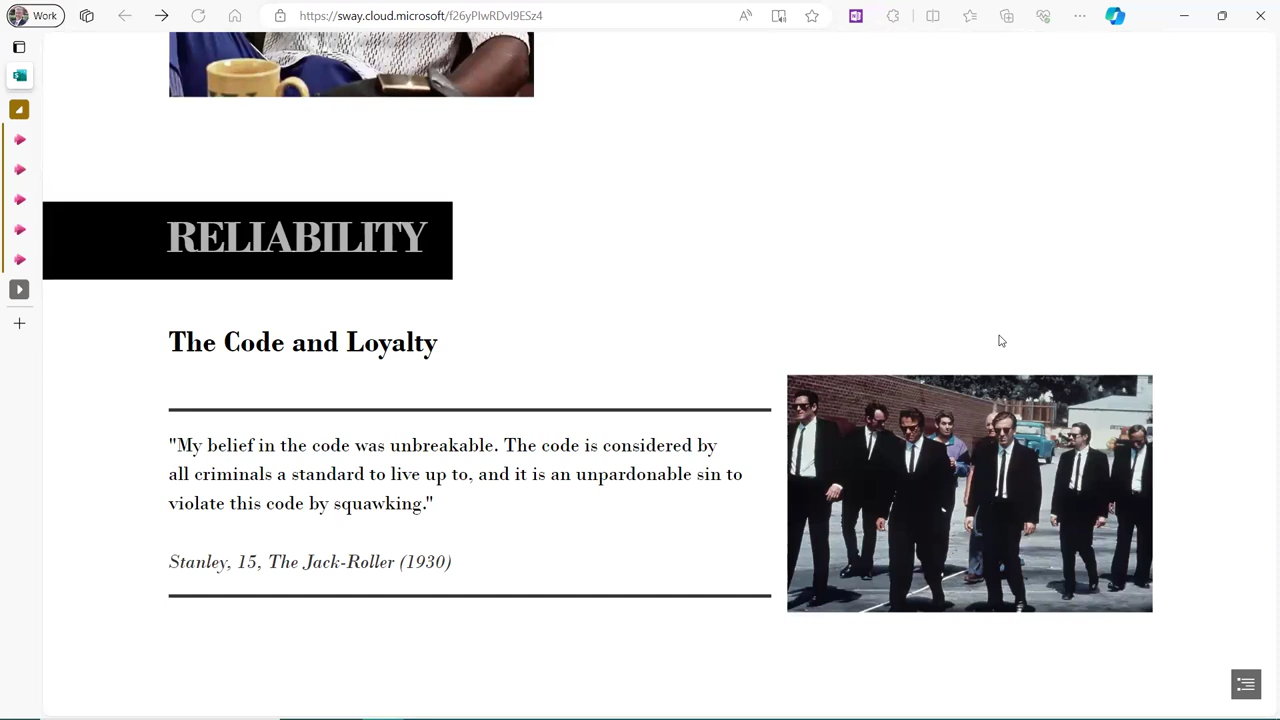 Work
https://sway.cloud.microsoft/f26yPIwRDvI9ESz4
RELIABILITY
The Code and Loyalty
"My belief in the code was unbreakable. The code is considered by
all criminals a standard to live up to, and it is an unpardonable sin to
violate this code by squawking."
Stanley, 15, The Jack-Roller (1930)